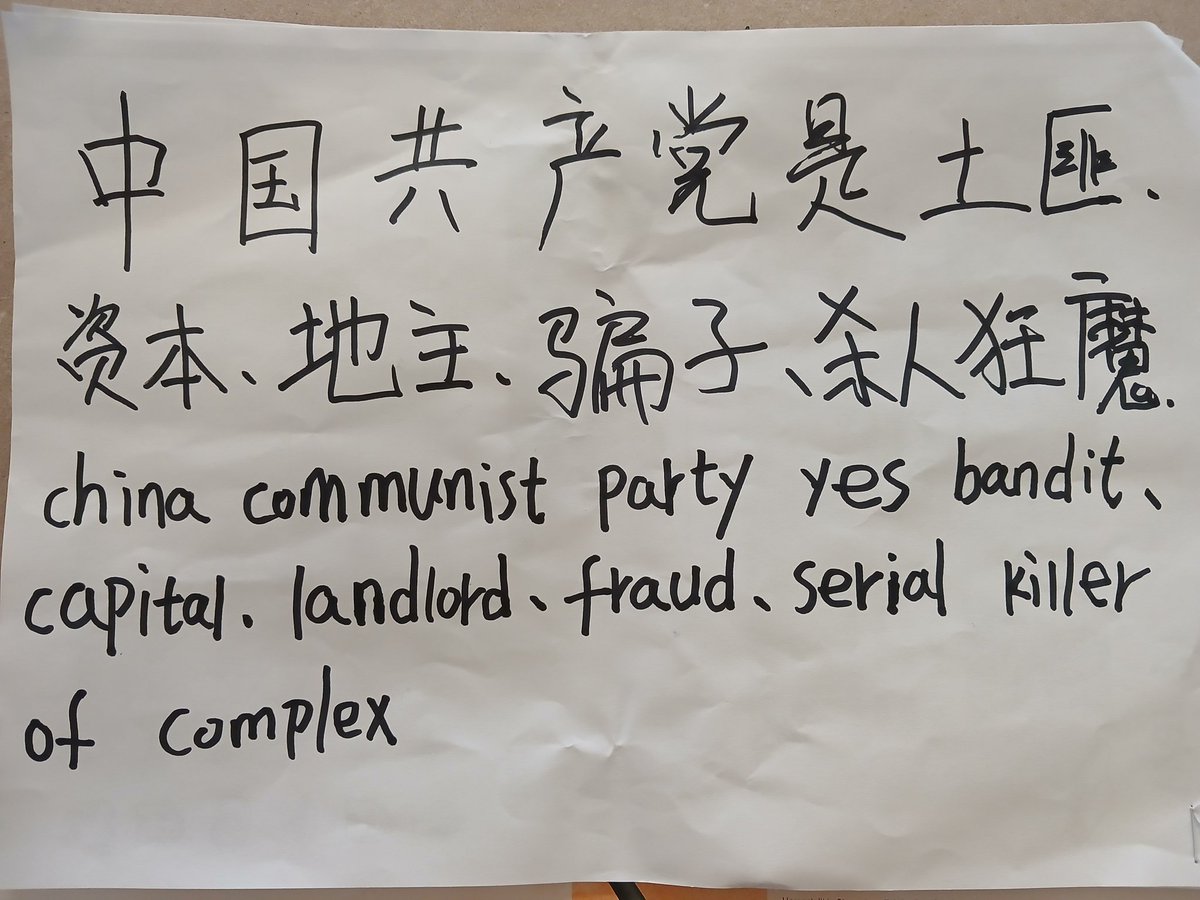 中国共产党是土匪.
资本、地主、骗子、杀人狂魔.
china communist party yes bandit、
capital、landlord、fraud、serial killer
of complex